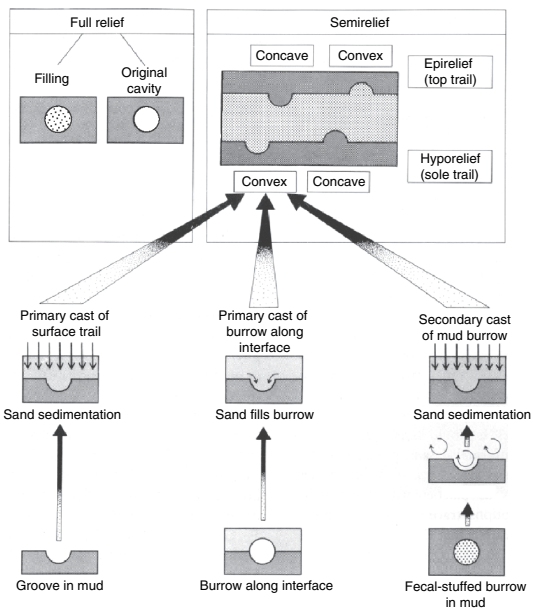 Full relief
Semirelief
Filling
Original
cavity
Concave
Convex
Epirelief
(top trail)
Hyporelief
(sole trail)
Convex
Concave
Primary cast of
surface trail
Primary cast of
burrow along
interface
Secondary cast
of mud burrow
Sand sedimentation
Sand fills burrow
Sand sedimentation
Groove in mud
Burrow along interface
Fecal-stuffed burrow
in mud